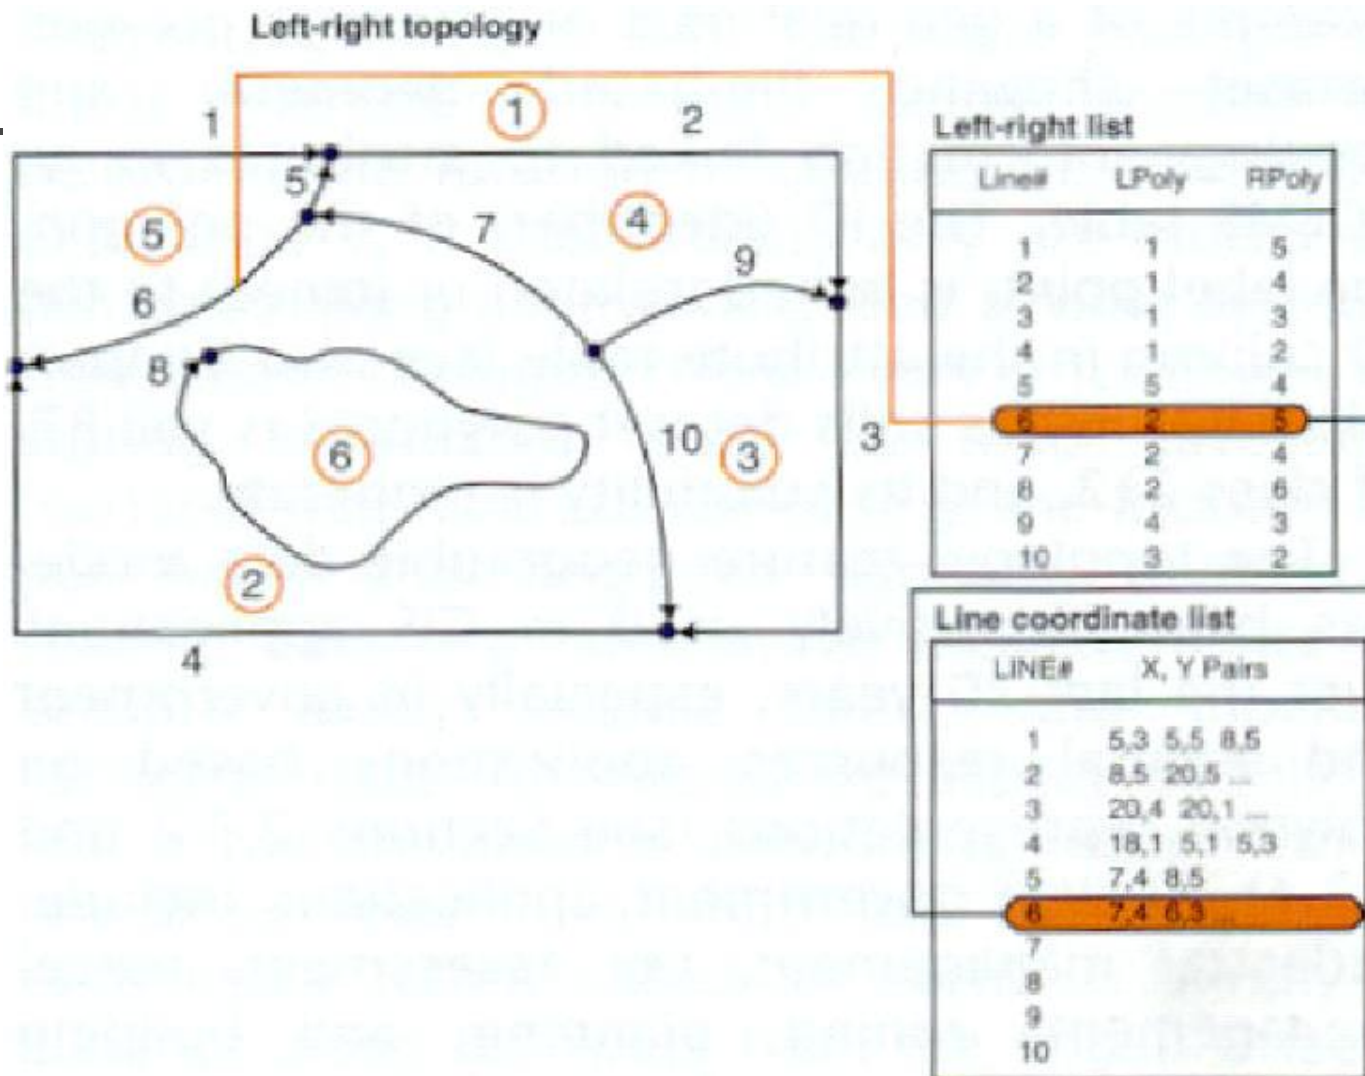 Left-right topology
1
1
2
5
5
7
4
9
6
8
6
10
3
3
2
4
Left-right list
Line# LPoly RPoly
1 1 5
2 1 4
3 1 3
4 1 2
5 5 4
6 2 5
7 2 4
8 2 6
9 4 3
10 3 2
Line coordinate list
LINE# X, Y Pairs
1 5,3 5,5 8,5
2 8,5 20,5 ...
3 20,4 20,1 ...
4 18,1 5,1 5,3
5 7,4 8,5
6 7,4 6,3 ...
7
8
9
10